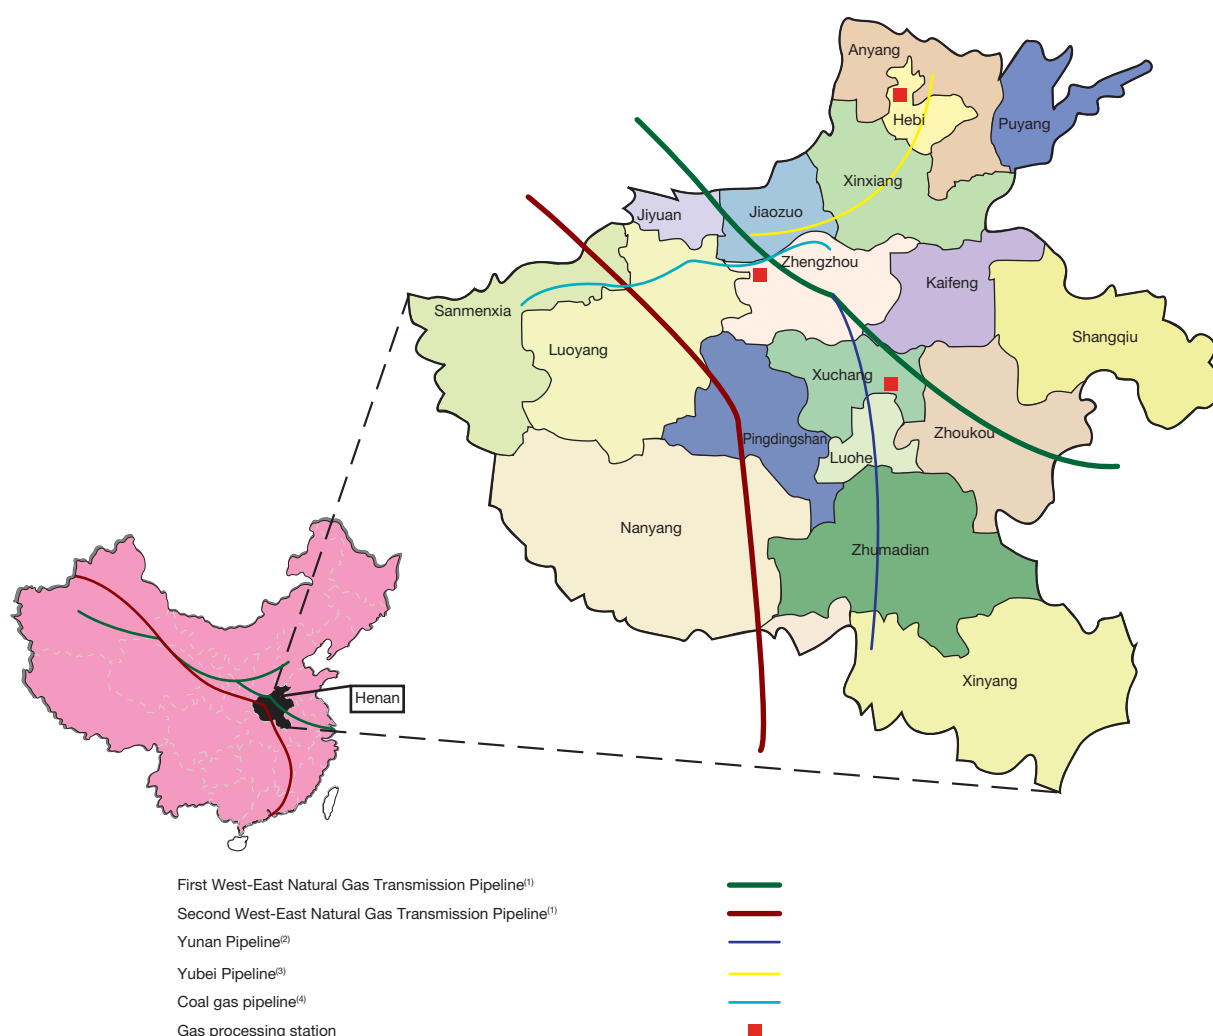 Anyang
Hebi
Puyang
Xinxiang
Jiyuan
Jiaozuo
Zhengzhou
Kaifeng
Sanmenxia
Shangqiu
Luoyang
Xuchang
Zhoukou
Pingdingshan
Luohe
Nanyang
Zhumadian
Xinyang
Henan
First West-East Natural Gas Transmission Pipeline(1)
Second West-East Natural Gas Transmission Pipeline(1)
Yunan Pipeline(2)
Yubei Pipeline(3)
Coal gas pipeline(4)
Gas processing station